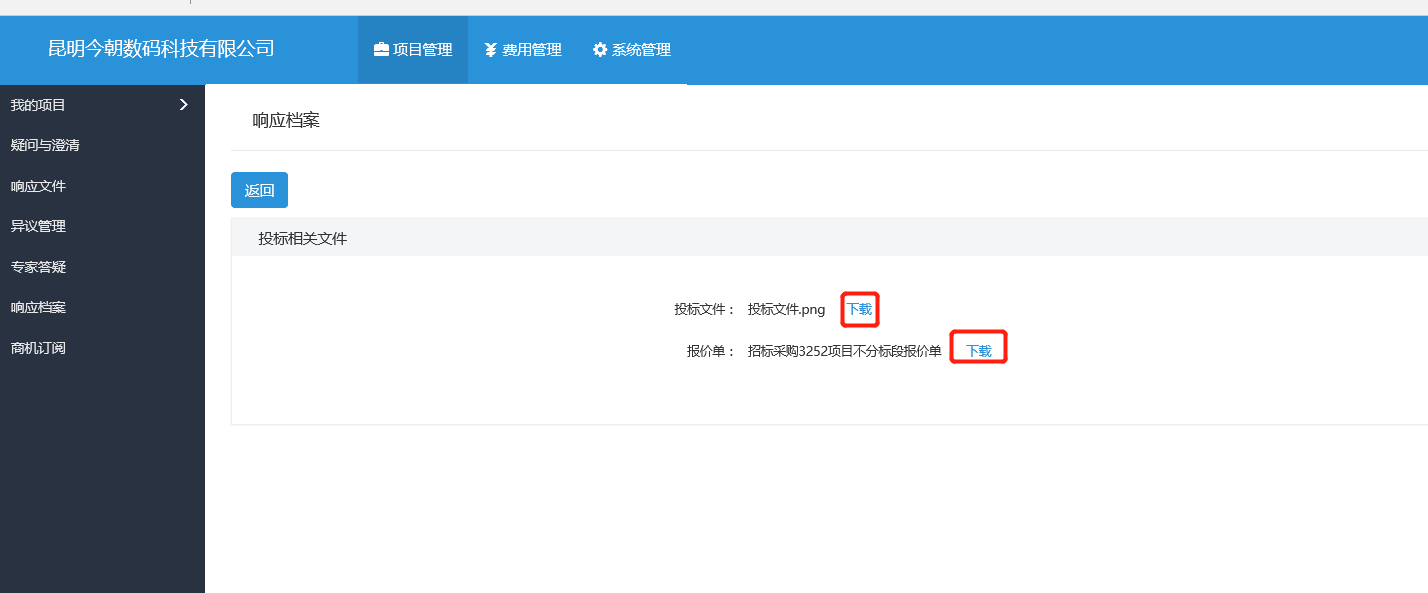 昆明今朝数码科技有限公司
项目管理
费用管理
系统管理
我的项目
疑问与澄清
响应文件
异议管理
专家答疑
响应档案
商机订阅
响应档案
返回
投标相关文件
投标文件： 投标文件.png 下载
报价单： 招标采购3252项目不分标段报价单 下载